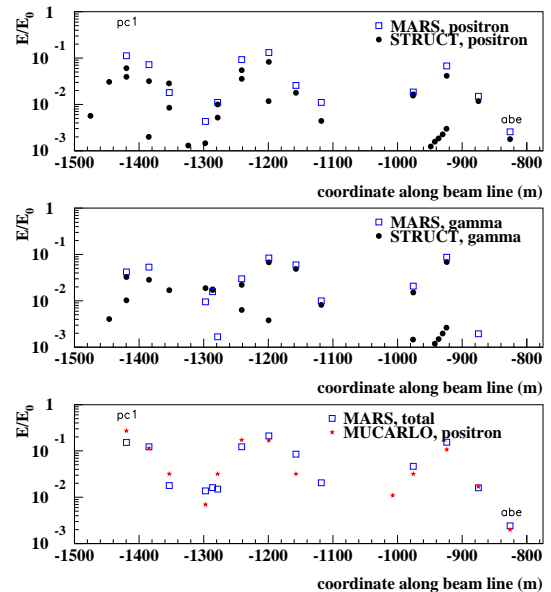 E/E0
pc1
MARS, positron
STRUCT, positron
abe
10 -1
10 -2
10 -3
-1500 -1400 -1300 -1200 -1100 -1000 -900 -800
coordinate along beam line (m)
E/E0
1
MARS, gamma
STRUCT, gamma
10 -1
10 -2
10 -3
-1500 -1400 -1300 -1200 -1100 -1000 -900 -800
coordinate along beam line (m)
E/E0
1
pc1
MARS, total
MUCARLO, positron
abe
10 -1
10 -2
10 -3
-1500 -1400 -1300 -1200 -1100 -1000 -900 -800
coordinate along beam line (m)